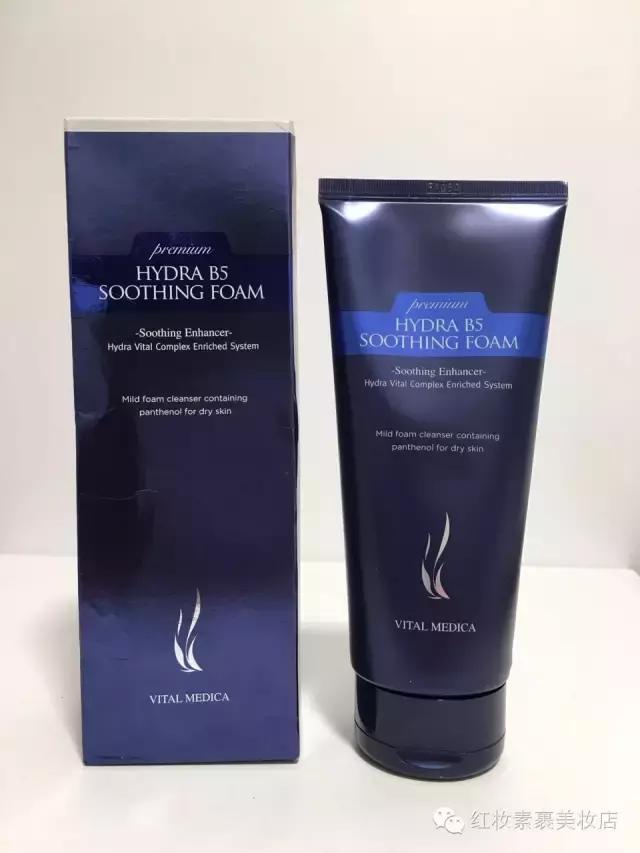 premium
HYDRA B5
SOOTHING FOAM
-Soothing Enhancer-
Hydra Vital Complex Enriched System
Mild foam cleanser containing
panthenol for dry skin
VITAL MEDICA
premium
HYDRA B5
SOOTHING FOAM
-Soothing Enhancer-
Hydra Vital Complex Enriched System
Mild foam cleanser containing
panthenol for dry skin
VITAL MEDICA
红妆素裹美妆店